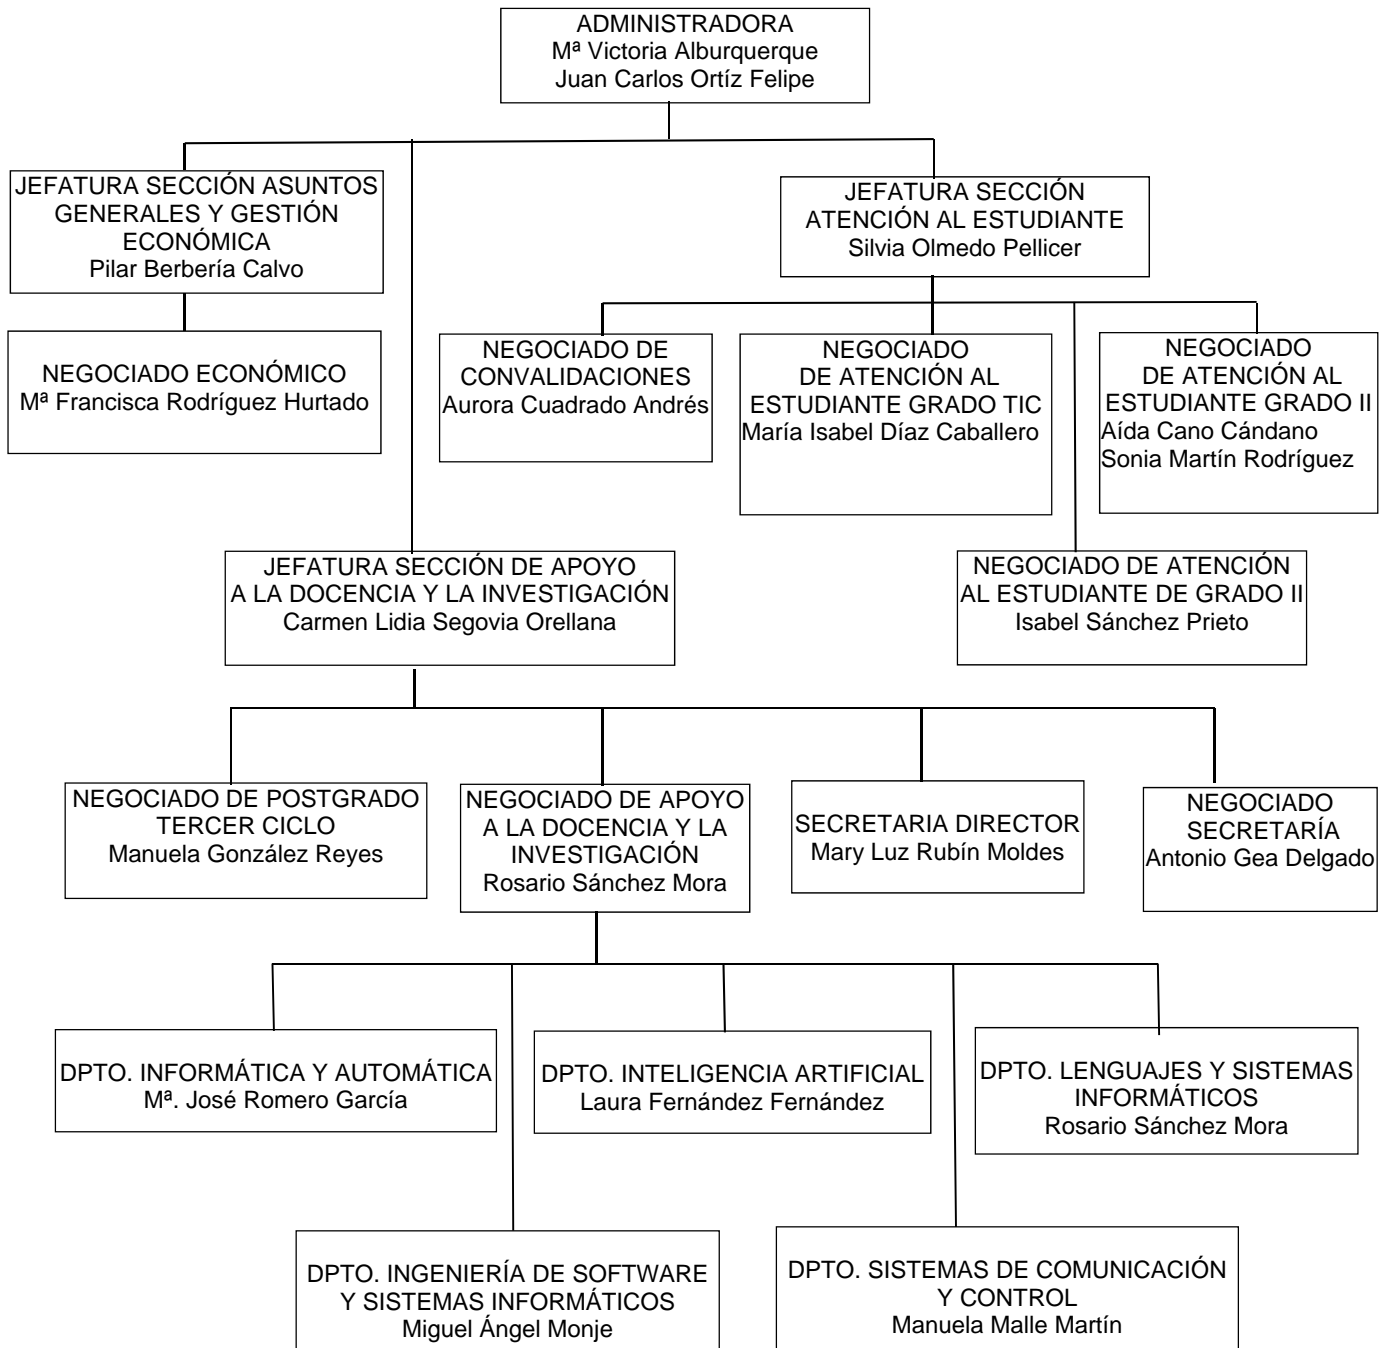 ADMINISTRADORA
Mª Victoria Alburquerque
Juan Carlos Ortíz Felipe
JEFATURA SECCIÓN ASUNTOS
GENERALES Y GESTIÓN
ECONÓMICA
Pilar Berbería Calvo
JEFATURA SECCIÓN
ATENCIÓN AL ESTUDIANTE
Silvia Olmedo Pellicer
NEGOCIADO ECONÓMICO
Mª Francisca Rodríguez Hurtado
NEGOCIADO DE
CONVALIDACIONES
Aurora Cuadrado Andrés
NEGOCIADO
DE ATENCIÓN AL
ESTUDIANTE GRADO TIC
María Isabel Díaz Caballero
NEGOCIADO
DE ATENCIÓN AL
ESTUDIANTE GRADO II
Aída Cano Cándano
Sonia Martín Rodríguez
JEFATURA SECCIÓN DE APOYO
A LA DOCENCIA Y LA INVESTIGACIÓN
Carmen Lidia Segovia Orellana
NEGOCIADO DE ATENCIÓN
AL ESTUDIANTE DE GRADO II
Isabel Sánchez Prieto
NEGOCIADO DE POSTGRADO
TERCER CICLO
Manuela González Reyes
NEGOCIADO DE APOYO
A LA DOCENCIA Y LA
INVESTIGACIÓN
Rosario Sánchez Mora
SECRETARIA DIRECTOR
Mary Luz Rubín Moldes
NEGOCIADO
SECRETARÍA
Antonio Gea Delgado
DPTO. INFORMÁTICA Y AUTOMÁTICA
Mª. José Romero García
DPTO. INTELIGENCIA ARTIFICIAL
Laura Fernández Fernández
DPTO. LENGUAJES Y SISTEMAS
INFORMÁTICOS
Rosario Sánchez Mora
DPTO. INGENIERÍA DE SOFTWARE
Y SISTEMAS INFORMÁTICOS
Miguel Ángel Monje
DPTO. SISTEMAS DE COMUNICACIÓN
Y CONTROL
Manuela Malle Martín